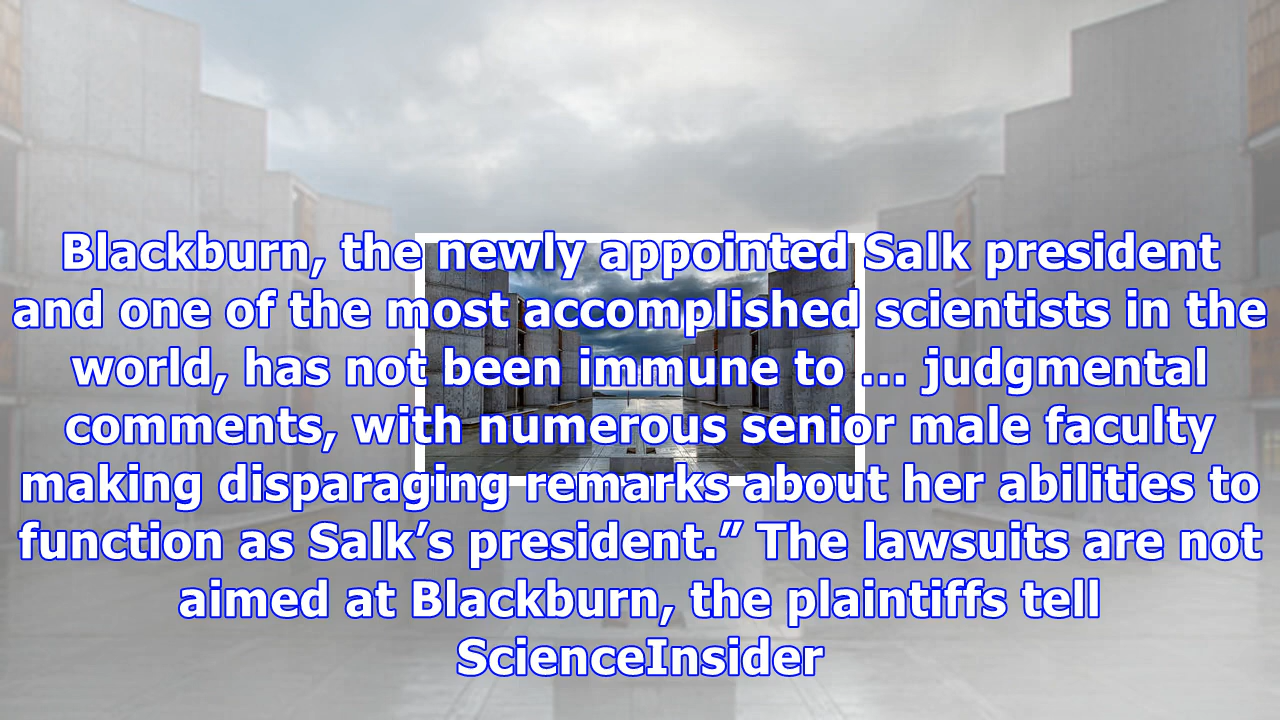 Blackburn, the newly appointed Salk president
and one of the most accomplished scientists in the
world, has not been immune to ... judgmental
comments, with numerous senior male faculty
making disparaging remarks about her abilities to
function as Salk’s president.” The lawsuits are not
aimed at Blackburn, the plaintiffs tell
ScienceInsider